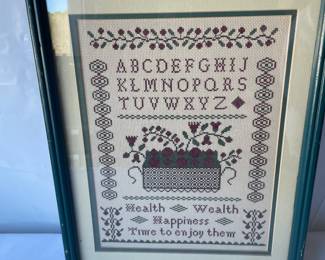 ABCDEFGHIJ
KLMNOPQRS
TUVWXYZ
Health Wealth
Happiness
Time to enjoy them